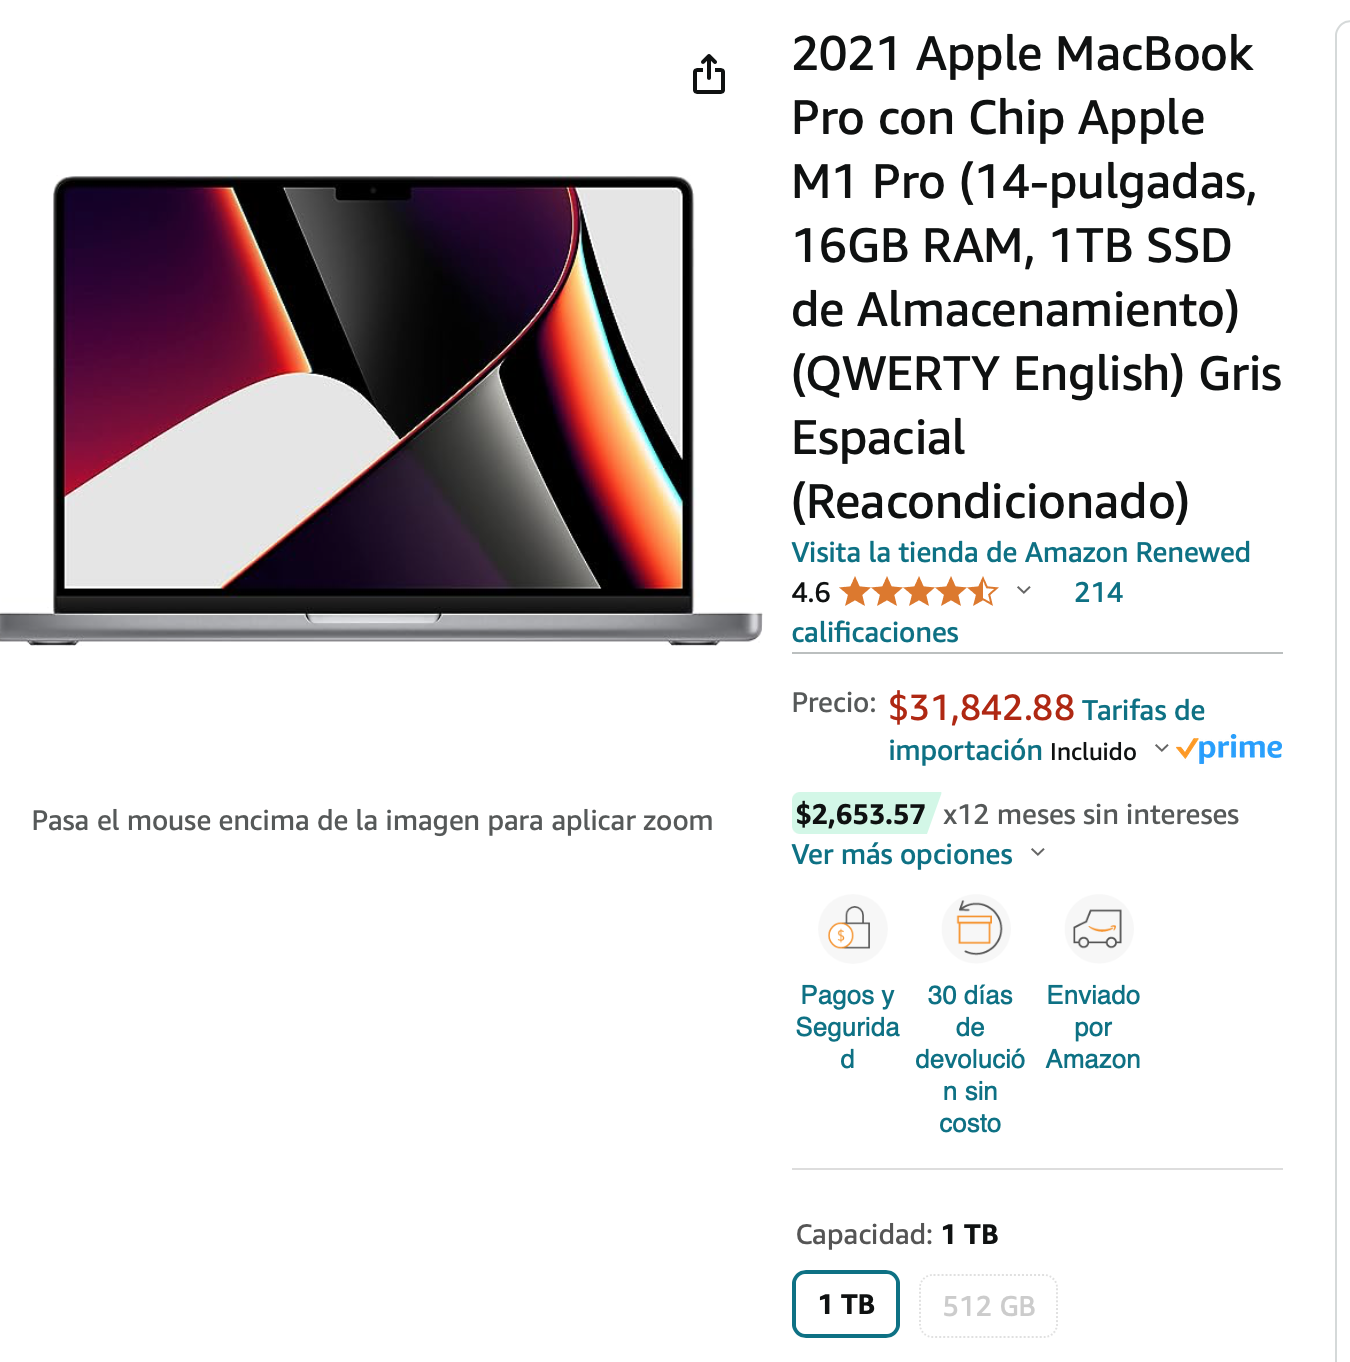 2021 Apple MacBook
Pro con Chip Apple
M1 Pro (14-pulgadas,
16GB RAM, 1TB SSD
de Almacenamiento)
(QWERTY English) Gris
Espacial
(Reacondicionado)
Visita la tienda de Amazon Renewed
4.6 214
calificaciones
Precio: $31,842.88 Tarifas de
importación Incluido prime
$2,653.57 x12 meses sin intereses
Ver más opciones
Pasa el mouse encima de la imagen para aplicar zoom
$
Pagos y
Segurida
d
30 días
de
devolució
n sin
costo
Enviado
por
Amazon
Capacidad: 1 TB
1 TB
512 GB